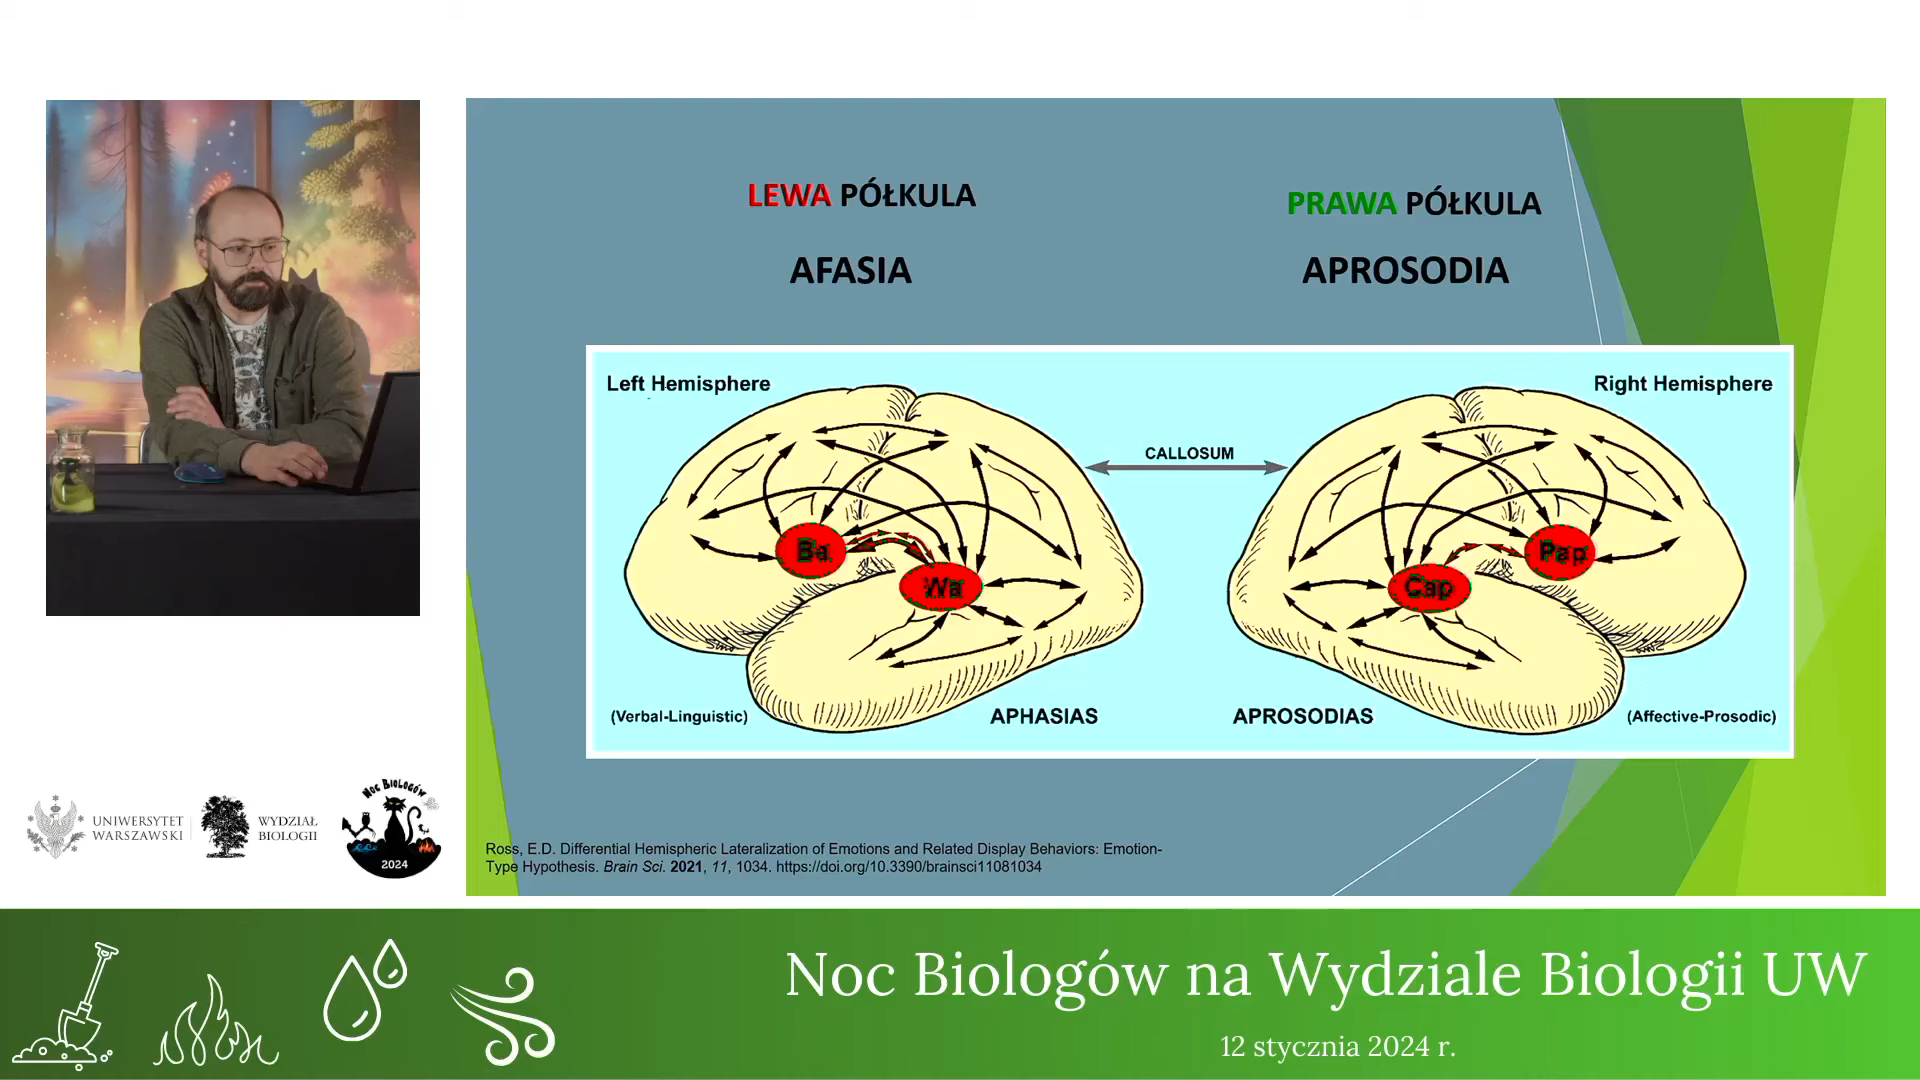 LEWA PÓŁKULA
PRAWA PÓŁKULA
AFASIA
APROSODIA
Left Hemisphere
Right Hemisphere
CALLOSUM
Ba
Wa
Cap
Pap
(Verbal-Linguistic)
APHASIAS
APROSODIAS
(Affective-Prosodic)
Ross, E.D. Differential Hemispheric Lateralization of Emotions and Related Display Behaviors: Emotion-
Type Hypothesis. Brain Sci. 2021, 11, 1034. https://doi.org/10.3390/brainsci11081034
UNIWERSYTET
WARSZAWSKI
WYDZIAŁ
BIOLOGII
Noc Biologów
2024
Noc Biologów na Wydziale Biologii UW
12 stycznia 2024 r.